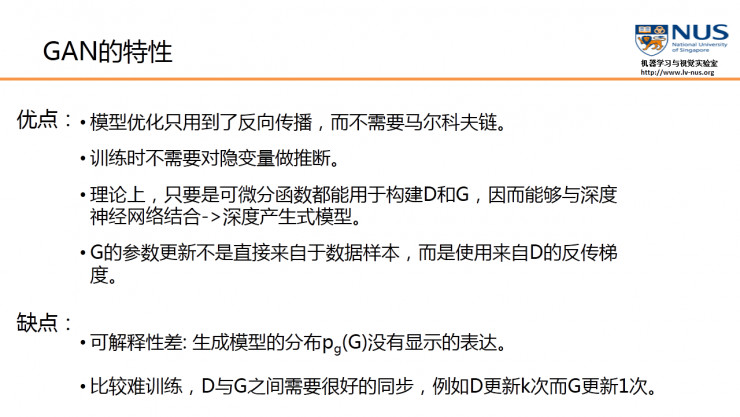 GAN的特性
NUS
National University
of Singapore
机器学习与视觉实验室
http://www.lv-nus.org
优点：
• 模型优化只用到了反向传播，而不需要马尔科夫链。
• 训练时不需要对隐变量做推断。
• 理论上，只要是可微分函数都能用于构建D和G，因而能够与深度
神经网络结合->深度产生式模型。
• G的参数更新不是直接来自于数据样本，而是使用来自D的反传梯
度。
缺点：
• 可解释性差: 生成模型的分布pg(G)没有显示的表达。
• 比较难训练，D与G之间需要很好的同步，例如D更新k次而G更新1次。